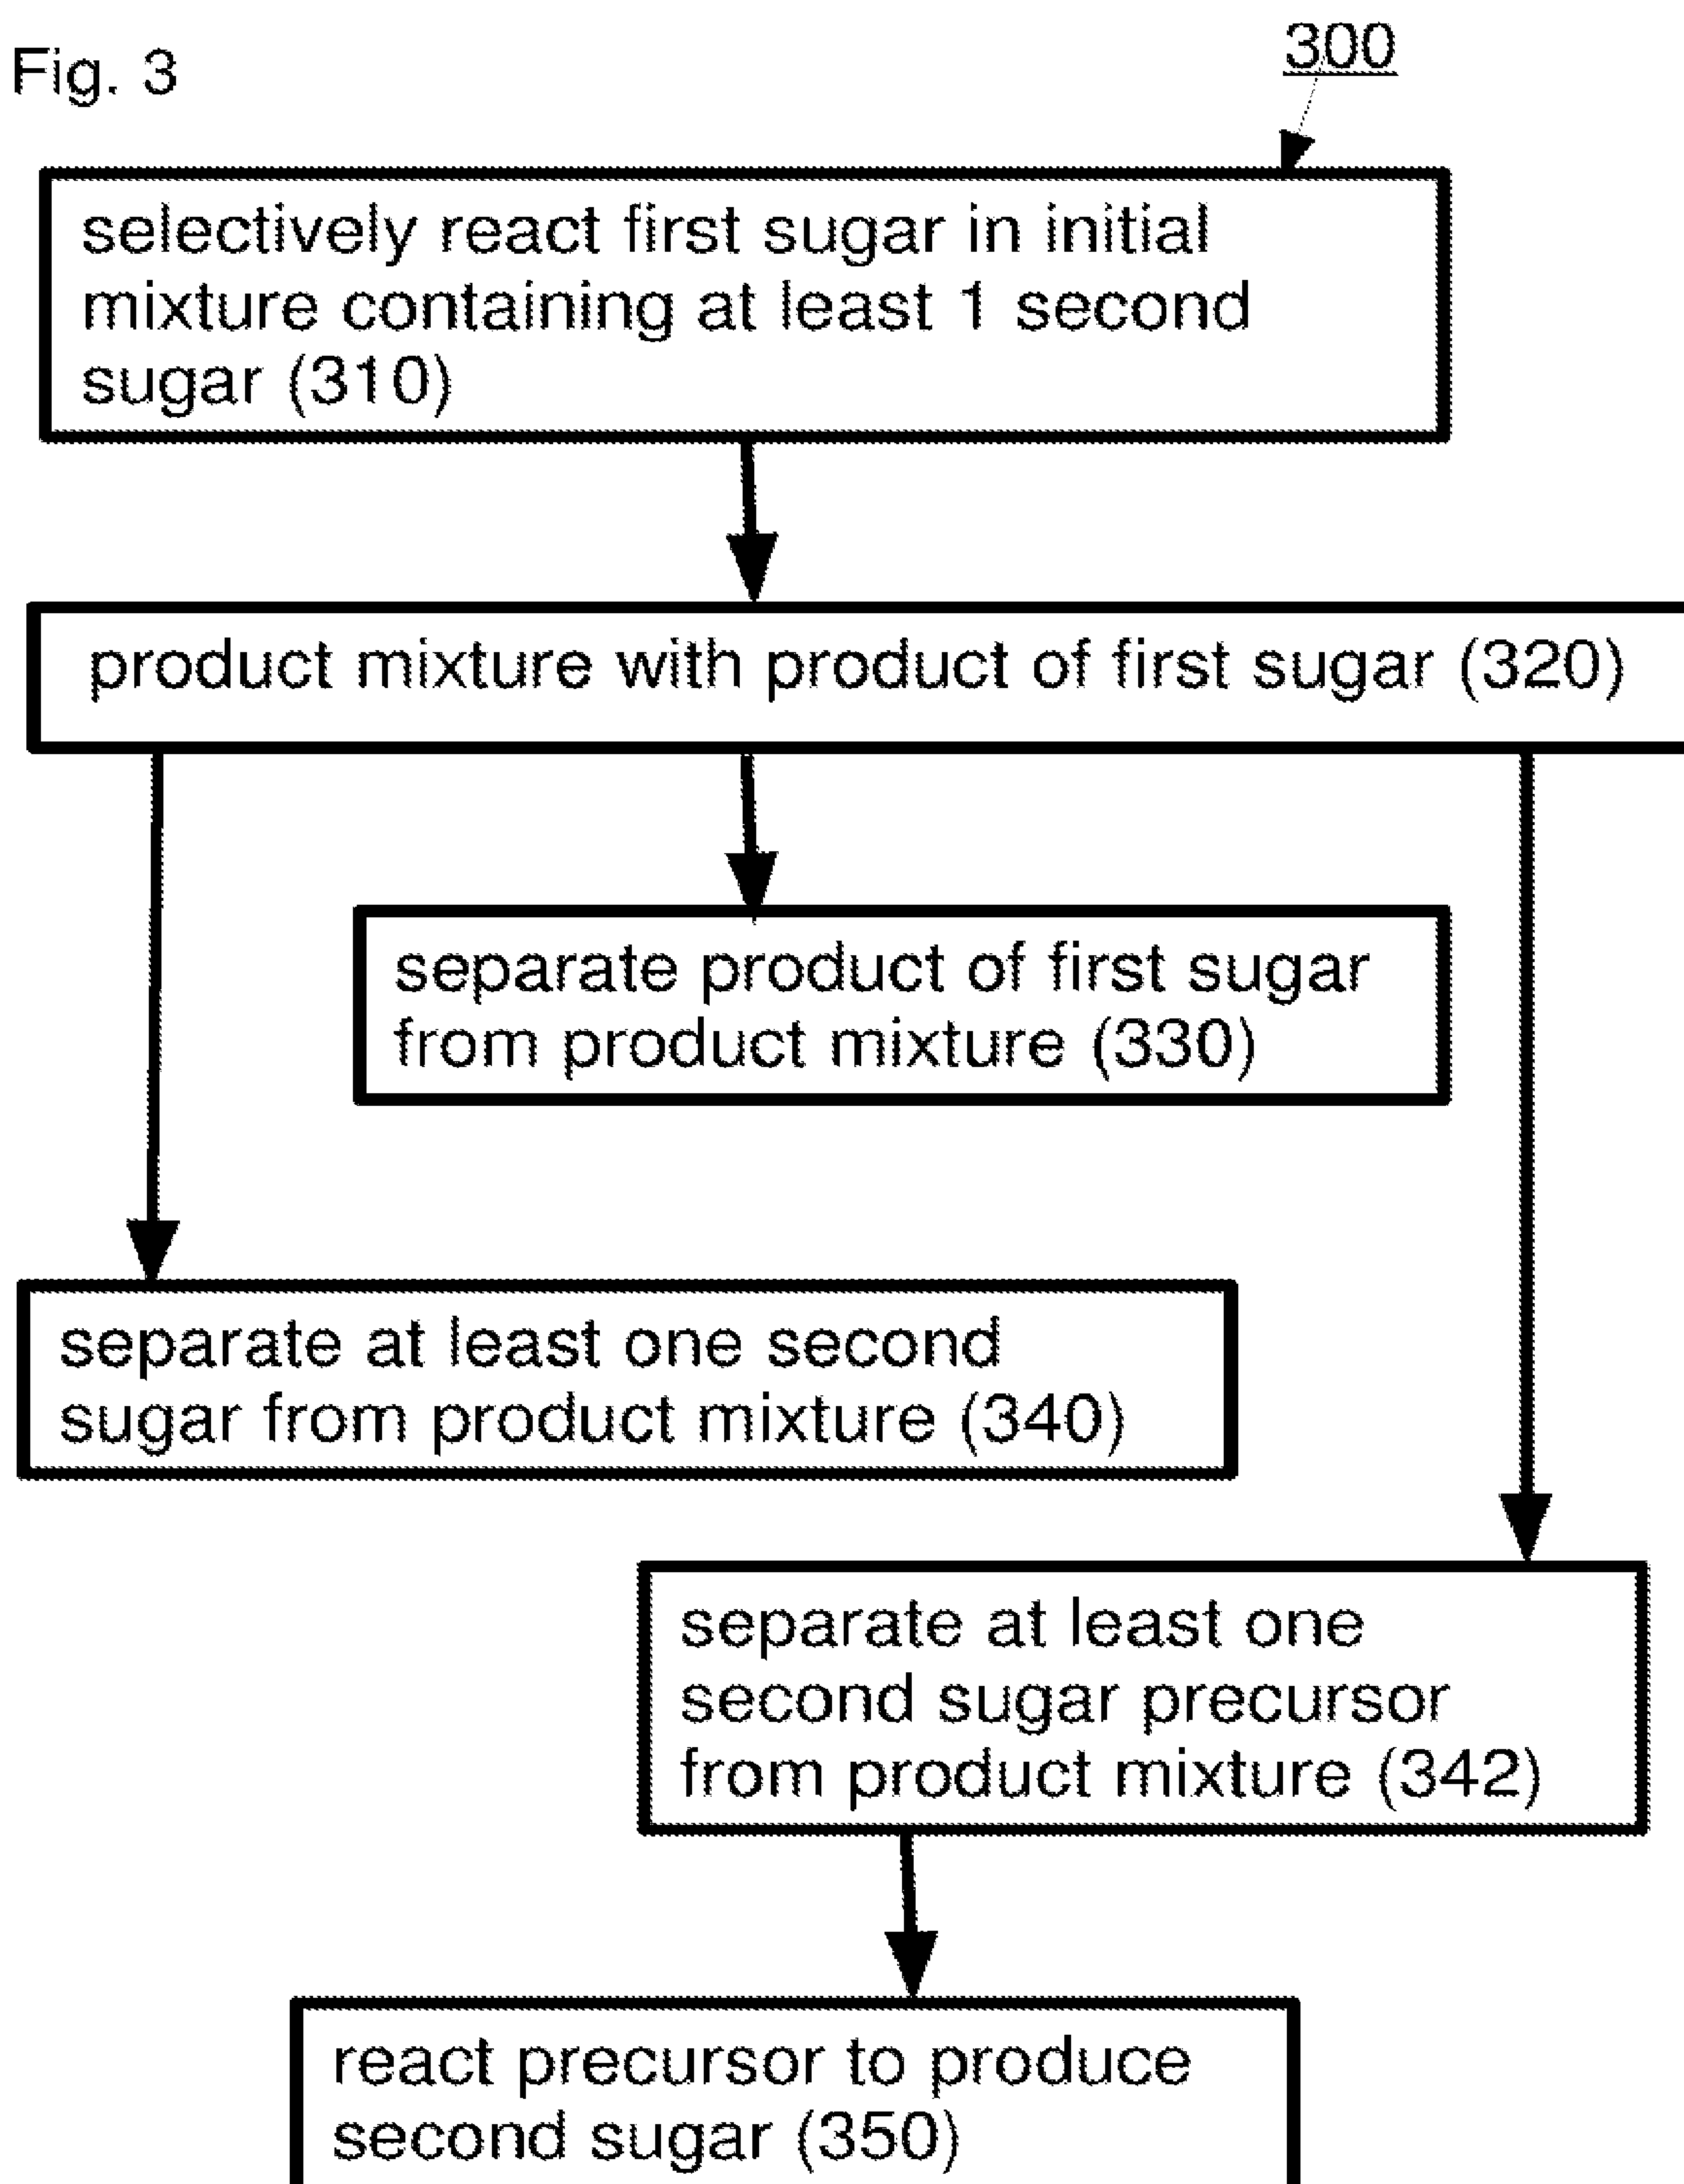 Fig. 3
300
selectively react first sugar in initial
mixture containing at least 1 second
sugar (310)
product mixture with product of first sugar (320)
separate product of first sugar
from product mixture (330)
separate at least one second
sugar from product mixture (340)
separate at least one
second sugar precursor
from product mixture (342)
react precursor to produce
second sugar (350)